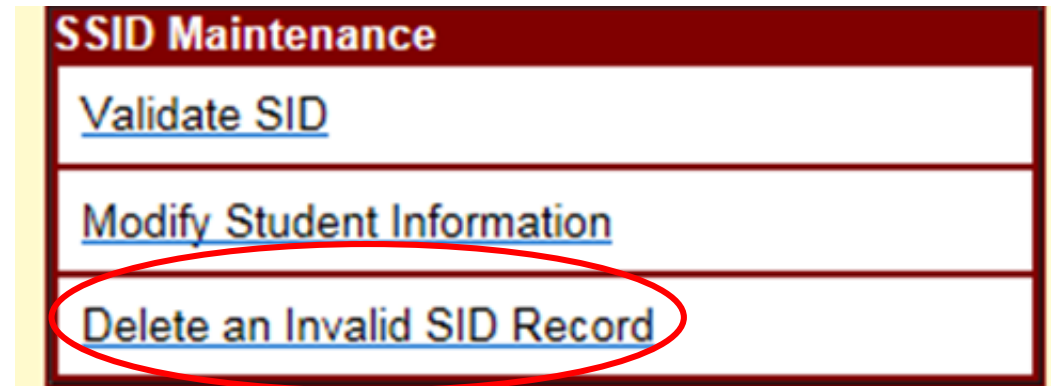 SSID Maintenance
Validate SID
Modify Student Information
Delete an Invalid SID Record